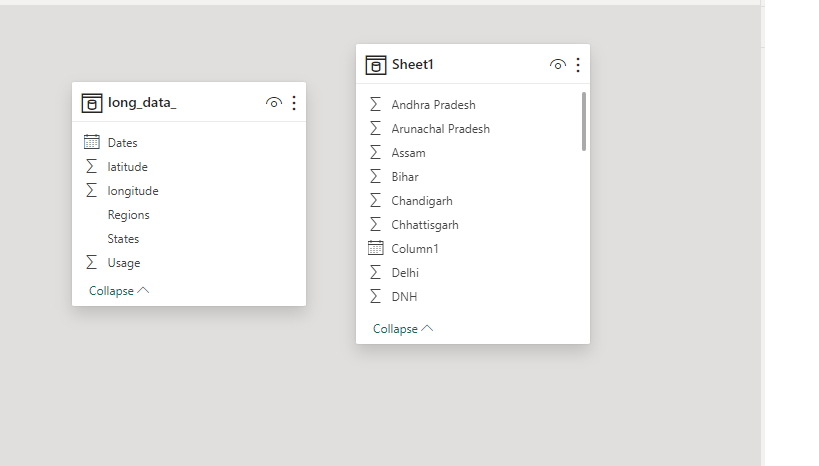 long_data_
Dates
latitude
longitude
Regions
States
Usage
Collapse
Sheet1
Andhra Pradesh
Arunachal Pradesh
Assam
Bihar
Chandigarh
Chhattisgarh
Column1
Delhi
DNH
Collapse